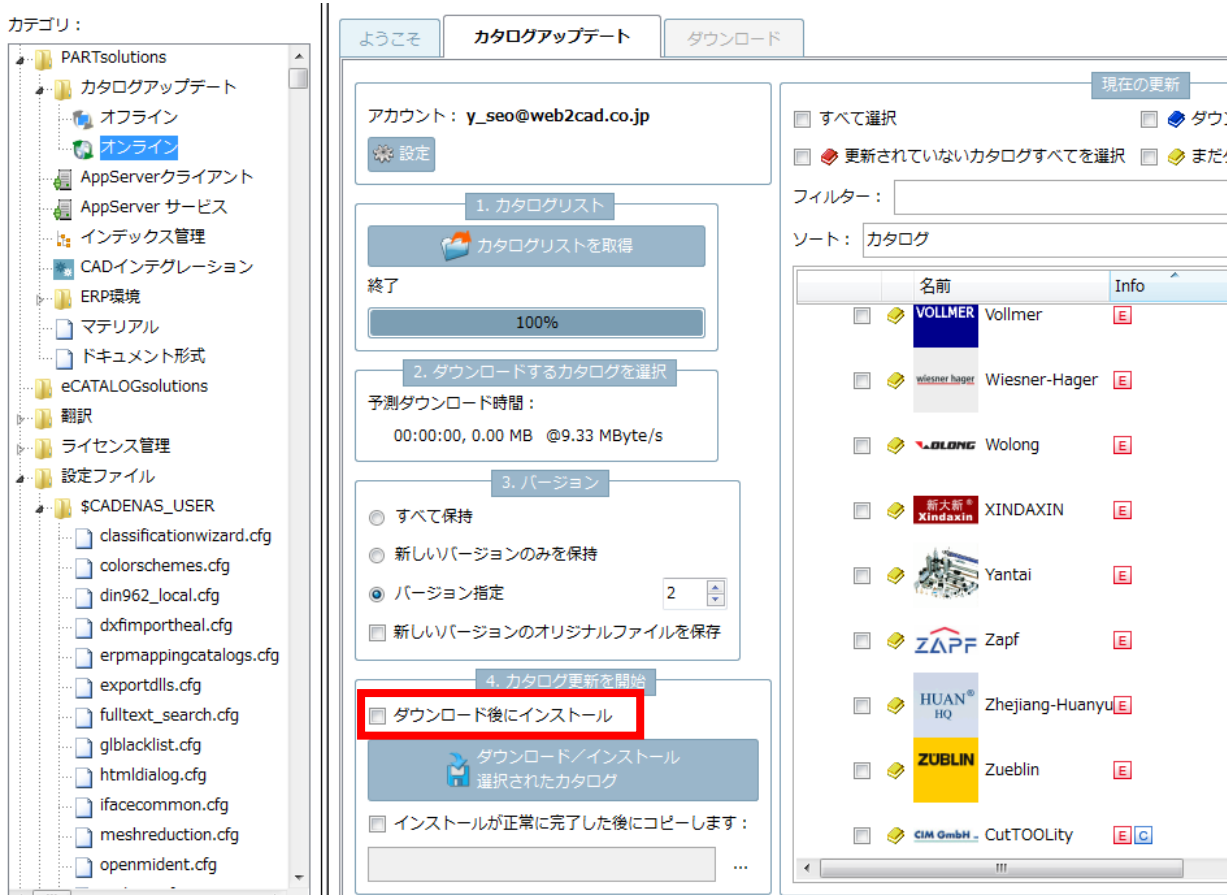 カテゴリ：
PARTsolutions
カタログアップデート
オフライン
オンライン
AppServerクライアント
AppServer サービス
インデックス管理
CADインテグレーション
ERP環境
マテリアル
ドキュメント形式
eCATALOGsolutions
翻訳
ライセンス管理
設定ファイル
$CADENAS_USER
classificationwizard.cfg
colorschemes.cfg
din962_local.cfg
dxfimportheal.cfg
erpmappingcatalogs.cfg
exportdlls.cfg
fulltext_search.cfg
glblacklist.cfg
htmldialog.cfg
ifacecommon.cfg
meshreduction.cfg
openmident.cfg
ようこそ
カタログアップデート
ダウンロード
アカウント： y_seo@web2cad.co.jp
設定
1. カタログリスト
カタログリストを取得
終了
100%
2. ダウンロードするカタログを選択
予測ダウンロード時間：
00:00:00, 0.00 MB @9.33 MByte/s
3. バージョン
すべて保持
新しいバージョンのみを保持
バージョン指定 2
新しいバージョンのオリジナルファイルを保存
4. カタログ更新を開始
ダウンロード後にインストール
ダウンロード／インストール
選択されたカタログ
インストールが正常に完了した後にコピーします：
...
現在の更新
すべて選択 ダウ
更新されていないカタログすべてを選択 まだ
フィルター：
ソート： カタログ
名前 Info
VOLLMER Vollmer E
wiesner hager Wiesner-Hager E
WOLONG Wolong E
新大新®
Xindaxin XINDAXIN E
Yantai E
ZAPF Zapf E
HUAN®
HQ Zhejiang-Huanyu E
ZÜBLIN Zueblin E
CIM GmbH CutTOOLity E C